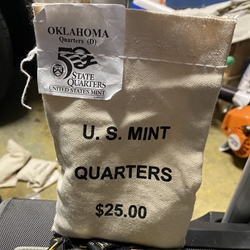 OKLAHOMA
Quarters (D)
50
STATE
QUARTERS
UNITED STATES MINT
U. S. MINT
QUARTERS
$25.00